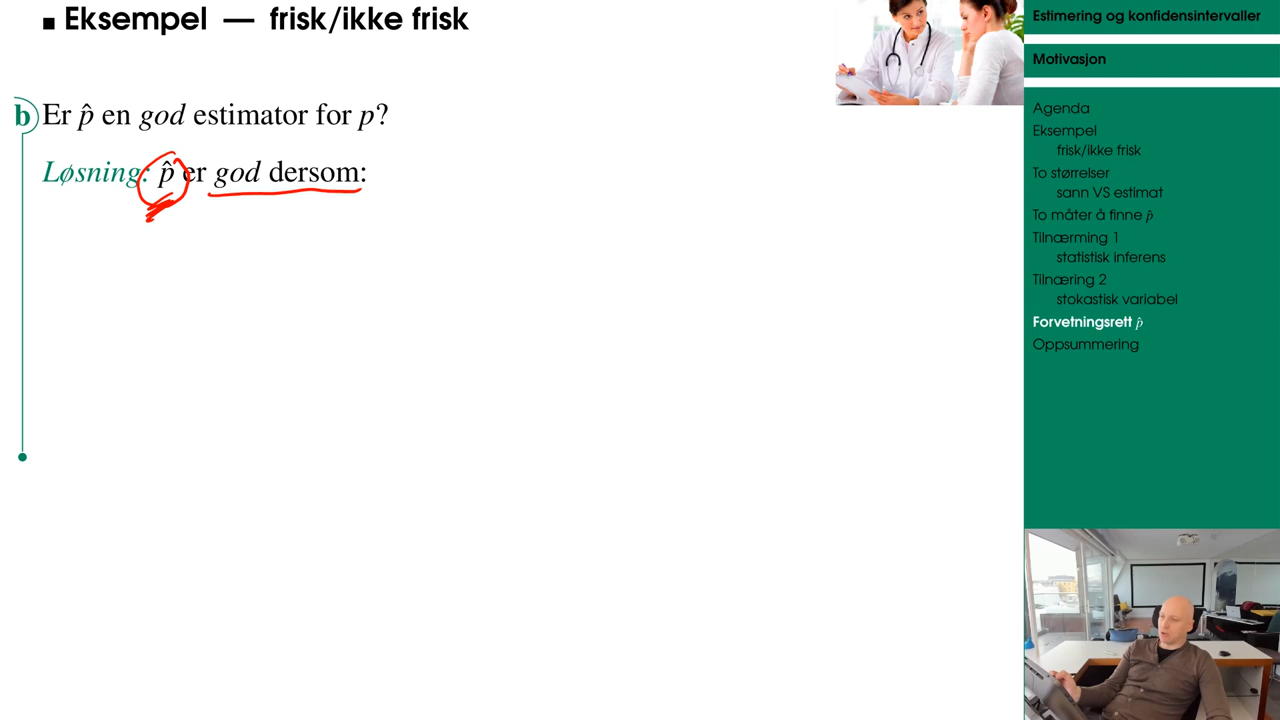 Eksempel — frisk/ikke frisk
b Er p̂ en god estimator for p?
Løsning: p̂ er god dersom:
Estimering og konfidensintervaller
Motivasjon
Agenda
Eksempel
frisk/ikke frisk
To størrelser
sann VS estimat
To måter å finne p̂
Tilnærming 1
statistisk inferens
Tilnæring 2
stokastisk variabel
Forvetningsrett p̂
Oppsummering